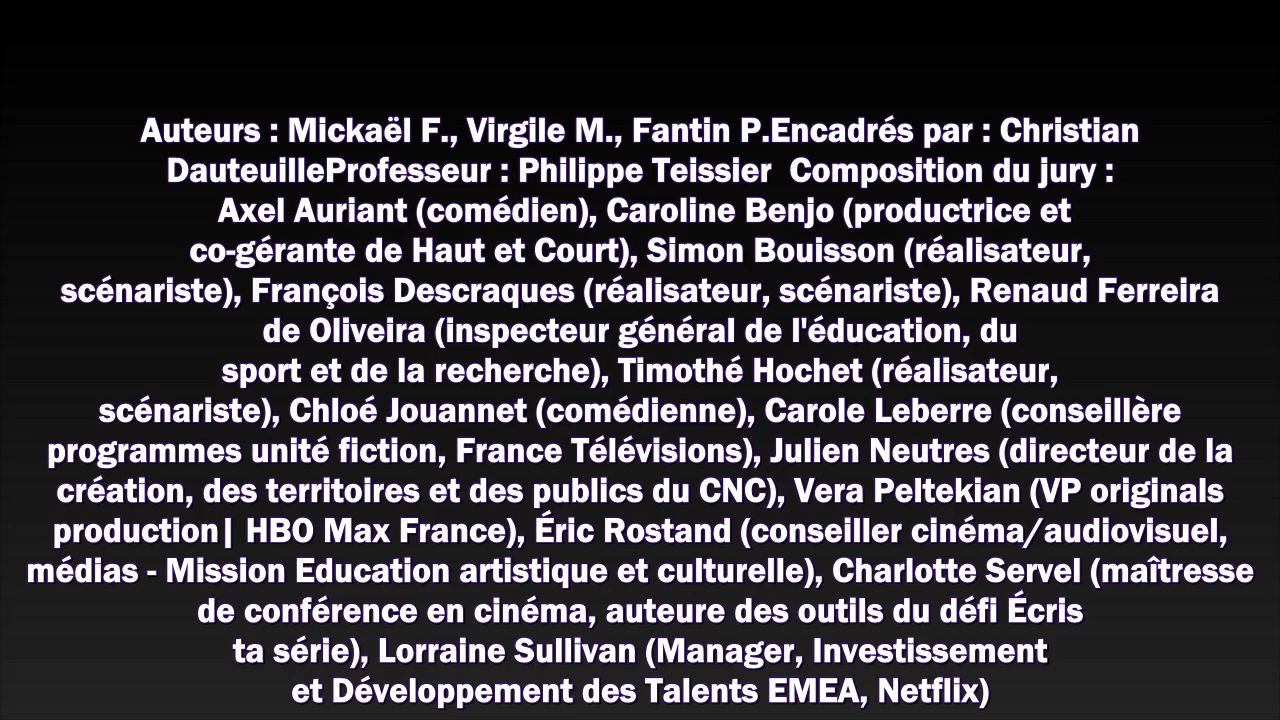 Auteurs : Mickaël F., Virgile M., Fantin P.Encadrés par : Christian
DauteuilleProfesseur : Philippe Teissier  Composition du jury :
Axel Auriant (comédien), Caroline Benjo (productrice et
co-gérante de Haut et Court), Simon Bouisson (réalisateur,
scénariste), François Descraques (réalisateur, scénariste), Renaud Ferreira
de Oliveira (inspecteur général de l'éducation, du
sport et de la recherche), Timothé Hochet (réalisateur,
scénariste), Chloé Jouannet (comédienne), Carole Leberre (conseillère
programmes unité fiction, France Télévisions), Julien Neutres (directeur de la
création, des territoires et des publics du CNC), Vera Peltekian (VP originals
production| HBO Max France), Éric Rostand (conseiller cinéma/audiovisuel,
médias - Mission Education artistique et culturelle), Charlotte Servel (maîtresse
de conférence en cinéma, auteure des outils du défi Écris
ta série), Lorraine Sullivan (Manager, Investissement
et Développement des Talents EMEA, Netflix)